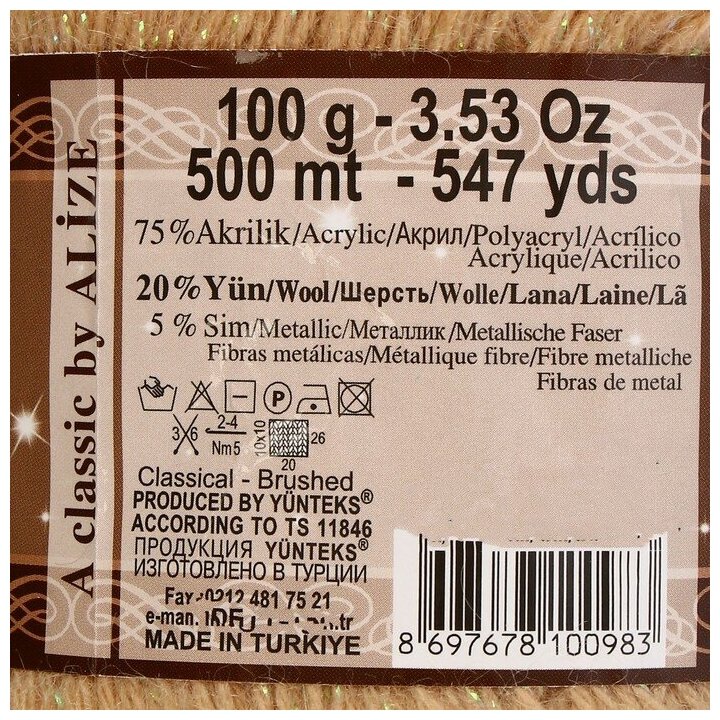 A classic by ALİZE
100 g - 3.53 Oz
500 mt - 547 yds
75%Akrilik/Acrylic/Акрил/Polyacryl/Acrílico
Acrylique/Acrilico
20%Yün/Wool/Шерсть/Wolle/Lana/Laine/Lã
5 % Sim/Metallic/Металлик/Metallische Faser
Fibras metálicas/Métallique fibre/Fibre metalliche
Fibras de metal
P
3 6 2-4 Nm5 10x10 26
20
Classical - Brushed
PRODUCED BY YÜNTEKS®
ACCORDING TO TS 11846
ПРОДУКЦИЯ YÜNTEKS®
ИЗГОТОВЛЕНО В ТУРЦИИ
Fax 0212 481 75 21
MADE IN TURKIYE
8 697678 100983